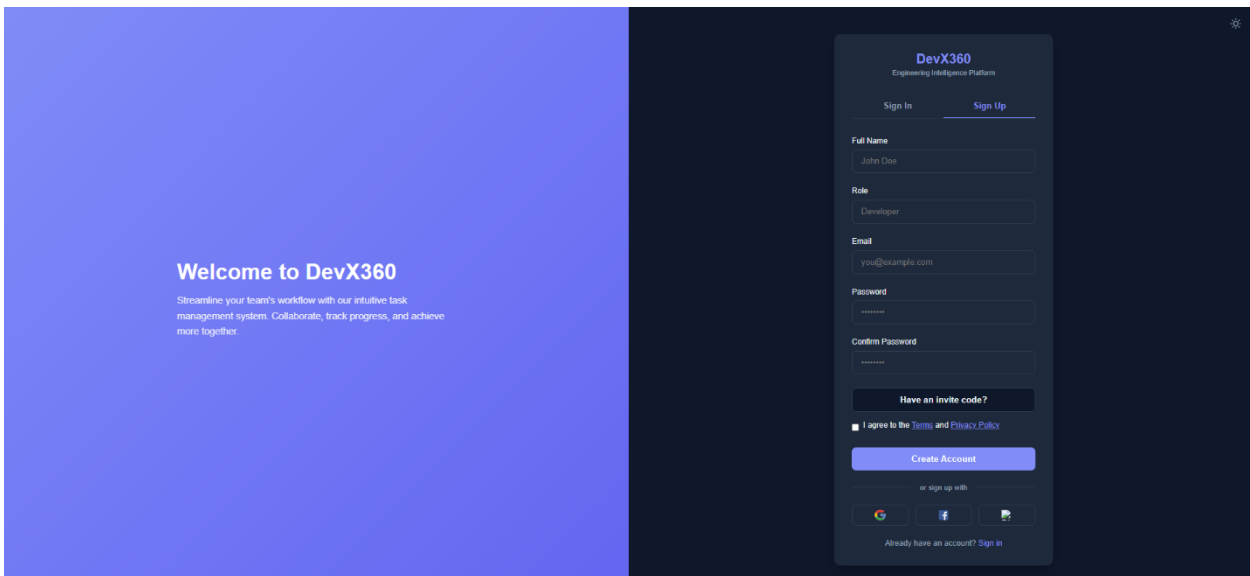 Welcome to DevX360
Streamline your team's workflow with our intuitive task
management system. Collaborate, track progress, and achieve
more together.
DevX360
Engineering Intelligence Platform
Sign In
Sign Up
Full Name
John Doe
Role
Developer
Email
you@example.com
Password
••••••••
Confirm Password
••••••••
Have an invite code?
I agree to the Terms and Privacy Policy
Create Account
or sign up with
Already have an account? Sign in